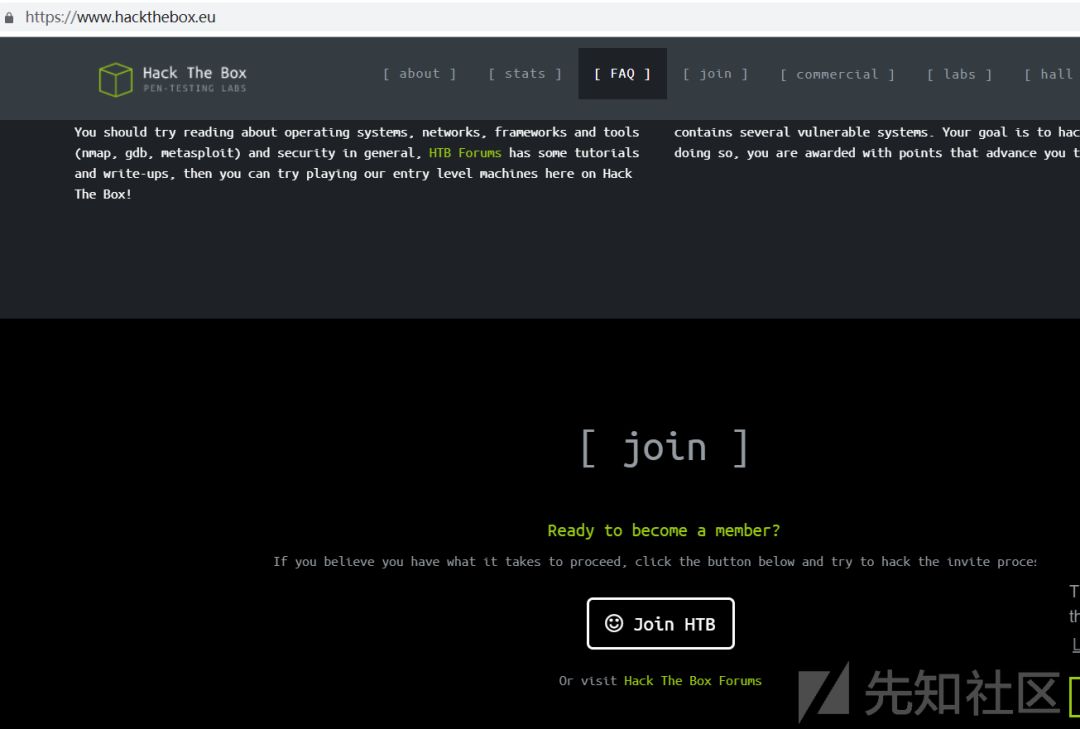 https://www.hackthebox.eu
Hack The Box
PEN-TESTING LABS
[ about ] [ stats ] [ FAQ ] [ join ] [ commercial ] [ labs ] [ hall
You should try reading about operating systems, networks, frameworks and tools
(nmap, gdb, metasploit) and security in general, HTB Forums has some tutorials
and write-ups, then you can try playing our entry level machines here on Hack
The Box!
contains several vulnerable systems. Your goal is to hac
doing so, you are awarded with points that advance you t
[ join ]
Ready to become a member?
If you believe you have what it takes to proceed, click the button below and try to hack the invite proce
Join HTB
Or visit Hack The Box Forums
T
th
L
先知社区